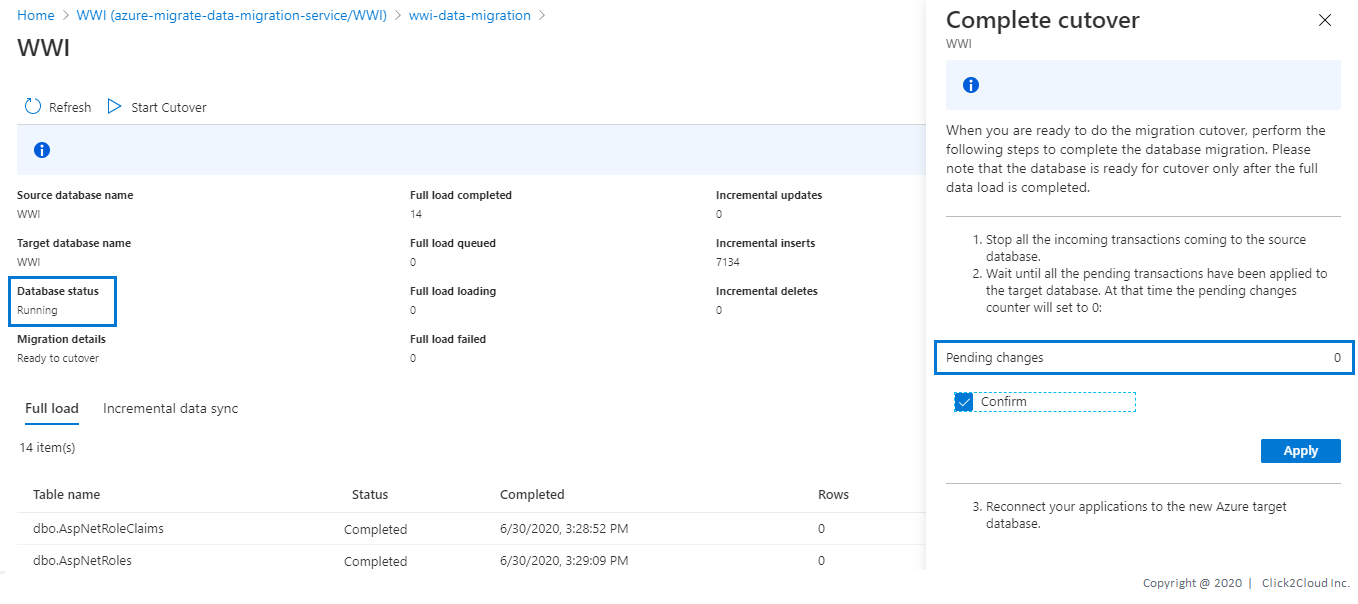 Home > WWI (azure-migrate-data-migration-service/WWI) > wwi-data-migration >
WWI
Refresh Start Cutover
Source database name
WWI
Target database name
WWI
Database status
Running
Migration details
Ready to cutover
Full load completed
14
Full load queued
0
Full load loading
0
Full load failed
0
Incremental updates
0
Incremental inserts
7134
Incremental deletes
0
Full load Incremental data sync
14 item(s)
Table name Status Completed Rows
dbo.AspNetRoleClaims Completed 6/30/2020, 3:28:52 PM 0
dbo.AspNetRoles Completed 6/30/2020, 3:29:09 PM 0
Complete cutover
WWI
When you are ready to do the migration cutover, perform the
following steps to complete the database migration. Please
note that the database is ready for cutover only after the full
data load is completed.
1. Stop all the incoming transactions coming to the source
database.
2. Wait until all the pending transactions have been applied to
the target database. At that time the pending changes
counter will set to 0:
Pending changes 0
Confirm
Apply
3. Reconnect your applications to the new Azure target
database.
Copyright @ 2020 | Click2Cloud Inc.